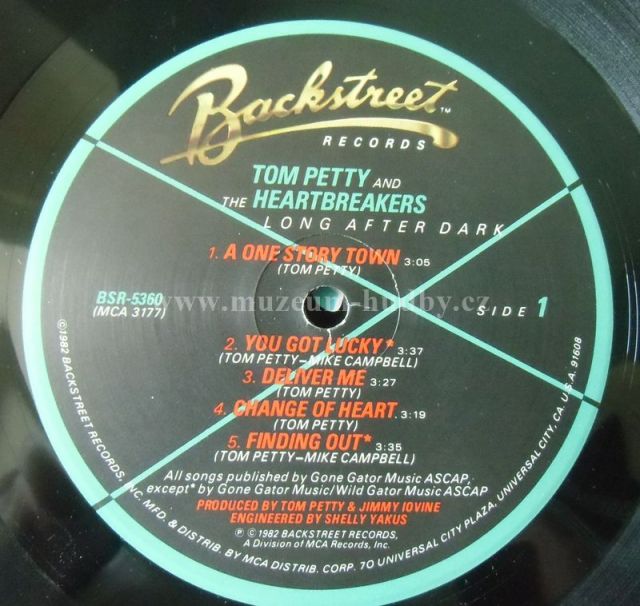 Backstreet™
RECORDS
TOM PETTY AND
THE HEARTBREAKERS
LONG AFTER DARK
1. A ONE STORY TOWN 3:05
(TOM PETTY)
BSR-5360
(MCA 3177)
www.muzeum-hudby.cz
SIDE 1
2. YOU GOT LUCKY* 3:37
(TOM PETTY–MIKE CAMPBELL)
3. DELIVER ME 3:27
(TOM PETTY)
4. CHANGE OF HEART 3:19
(TOM PETTY)
5. FINDING OUT* 3:35
(TOM PETTY–MIKE CAMPBELL)
All songs published by Gone Gator Music ASCAP,
except* by Gone Gator Music/Wild Gator Music ASCAP
PRODUCED BY TOM PETTY & JIMMY IOVINE
ENGINEERED BY SHELLY YAKUS
℗ © 1982 BACKSTREET RECORDS,
A Division of MCA Records, Inc.
©1982 BACKSTREET RECORDS, INC. MFD. & DISTRIB. BY MCA DISTRIB. CORP. 70 UNIVERSAL CITY PLAZA, UNIVERSAL CITY, CA. U.S.A. 91608